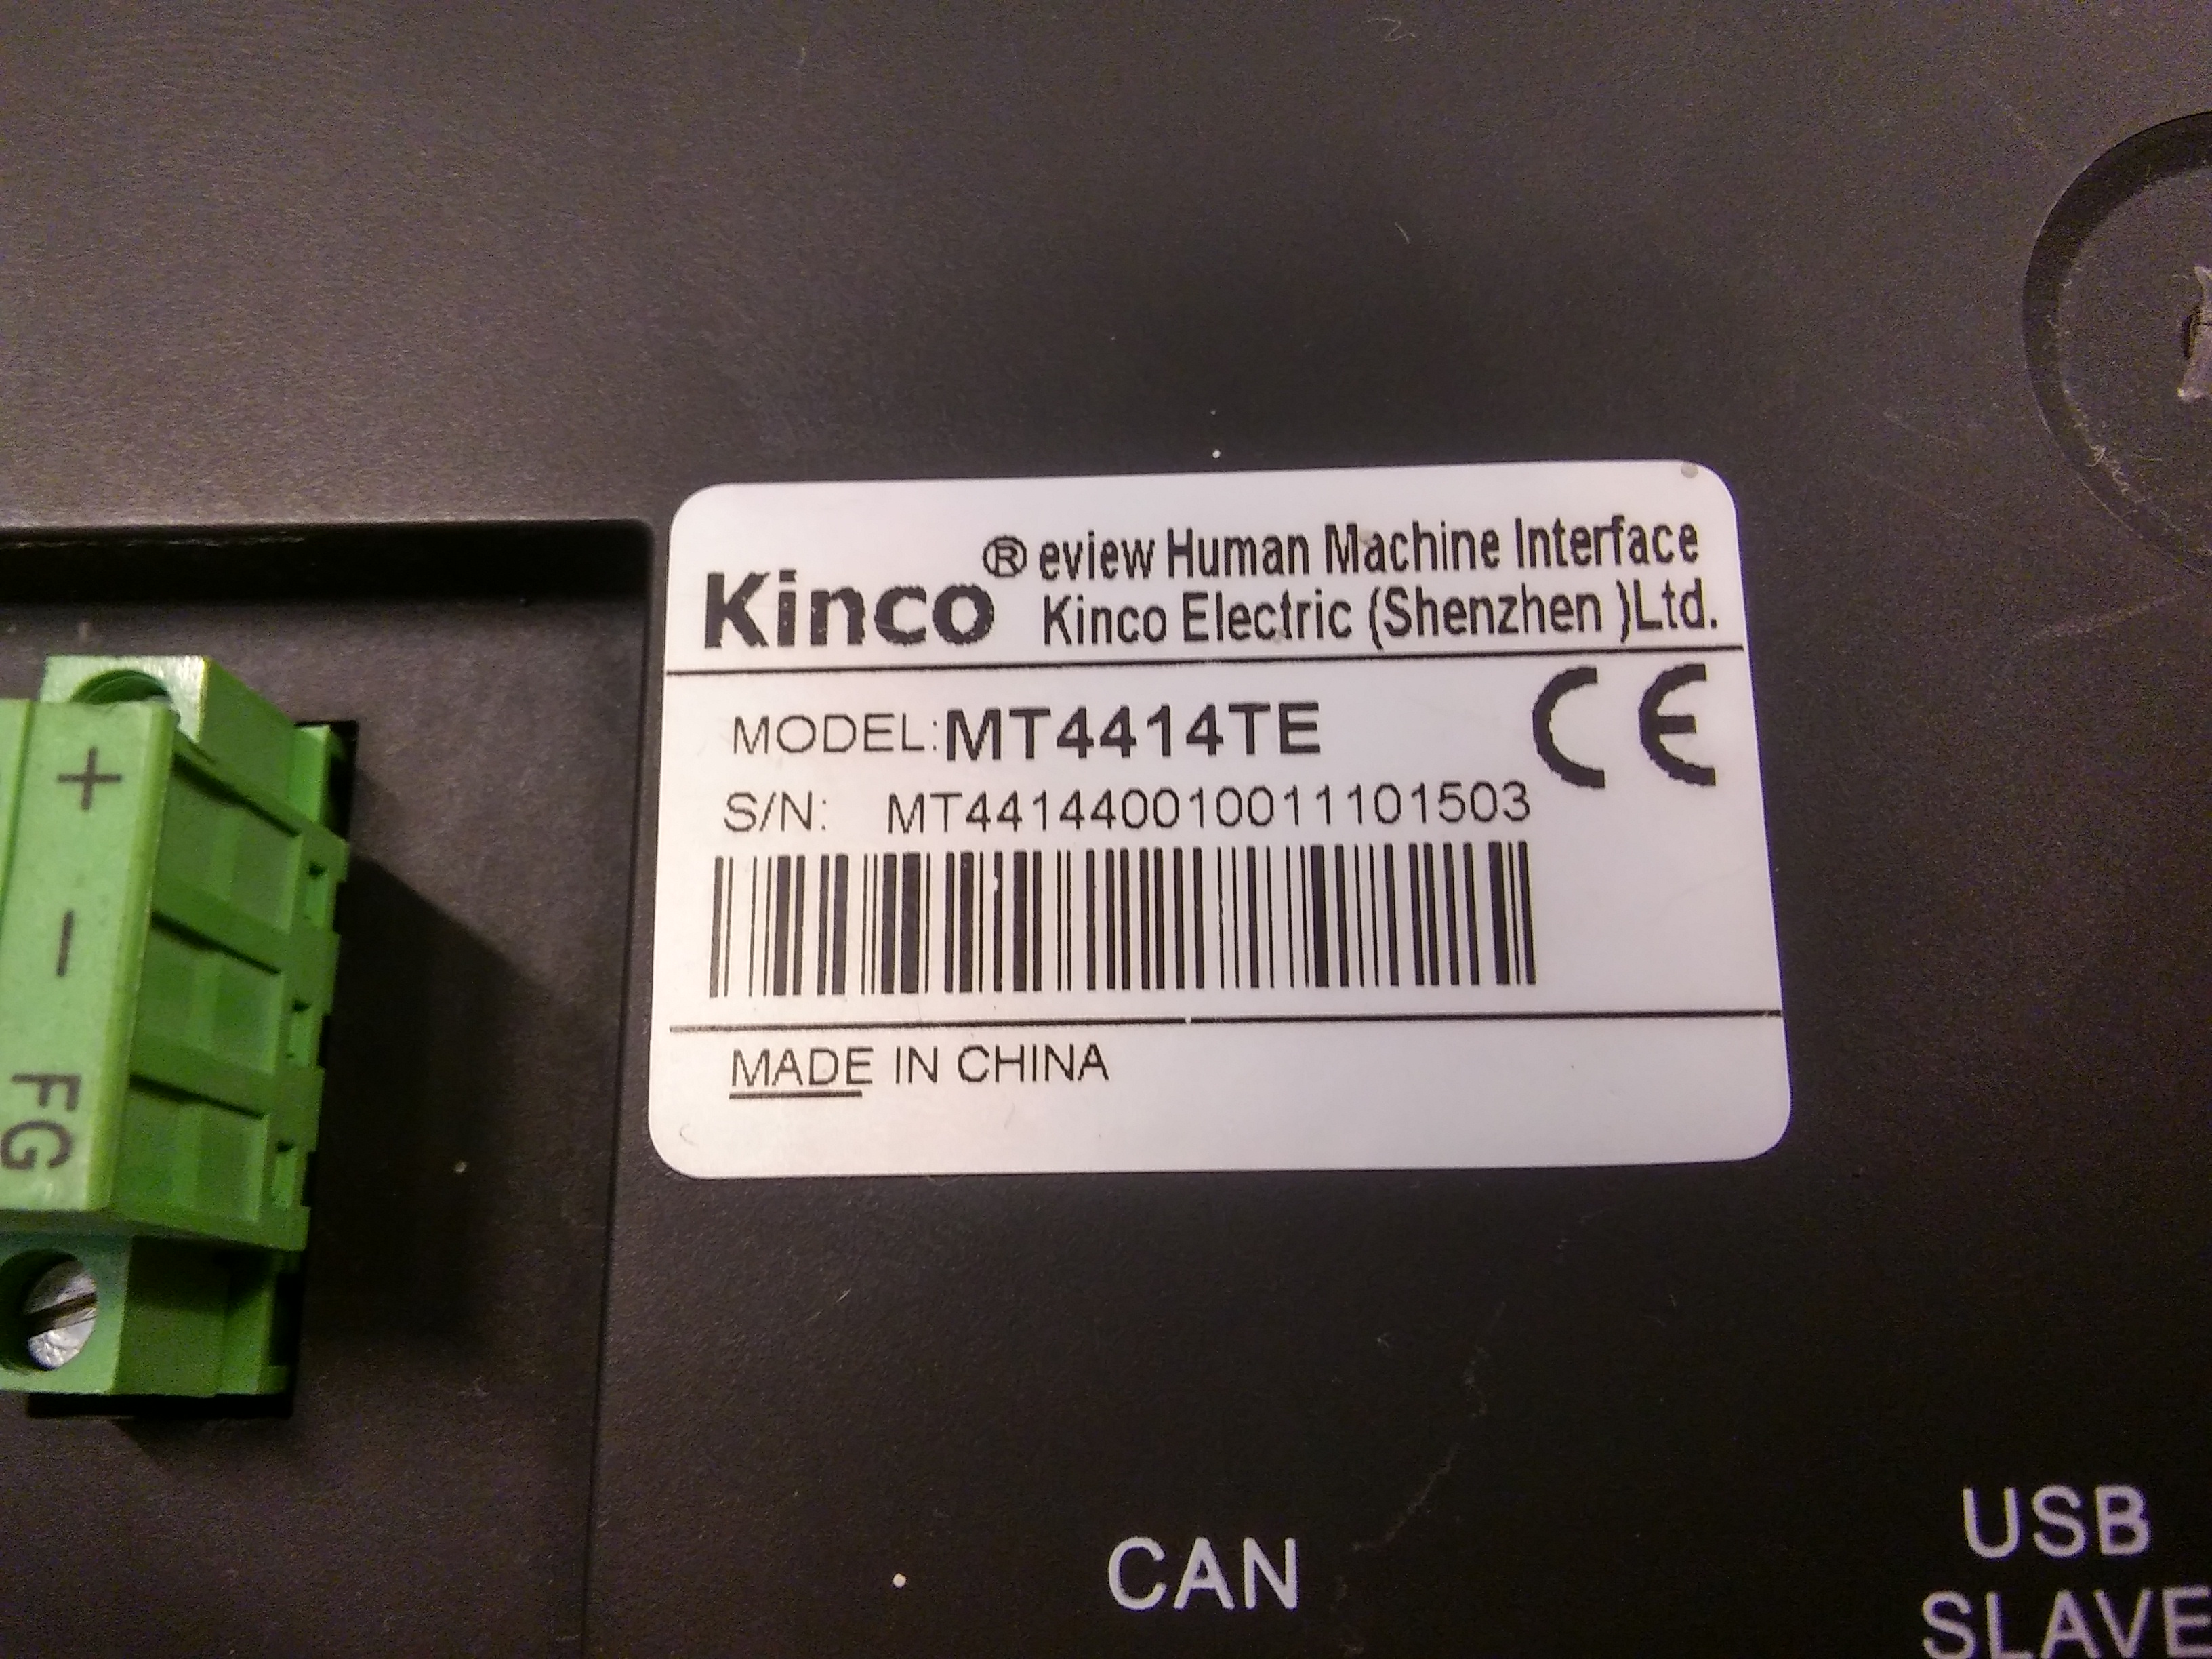 ® eview Human Machine Interface
Kinco Kinco Electric (Shenzhen )Ltd.
MODEL:MT4414TE CE
S/N: MT441440010011101503
MADE IN CHINA
+
-
FG
CAN
USB
SLAVE